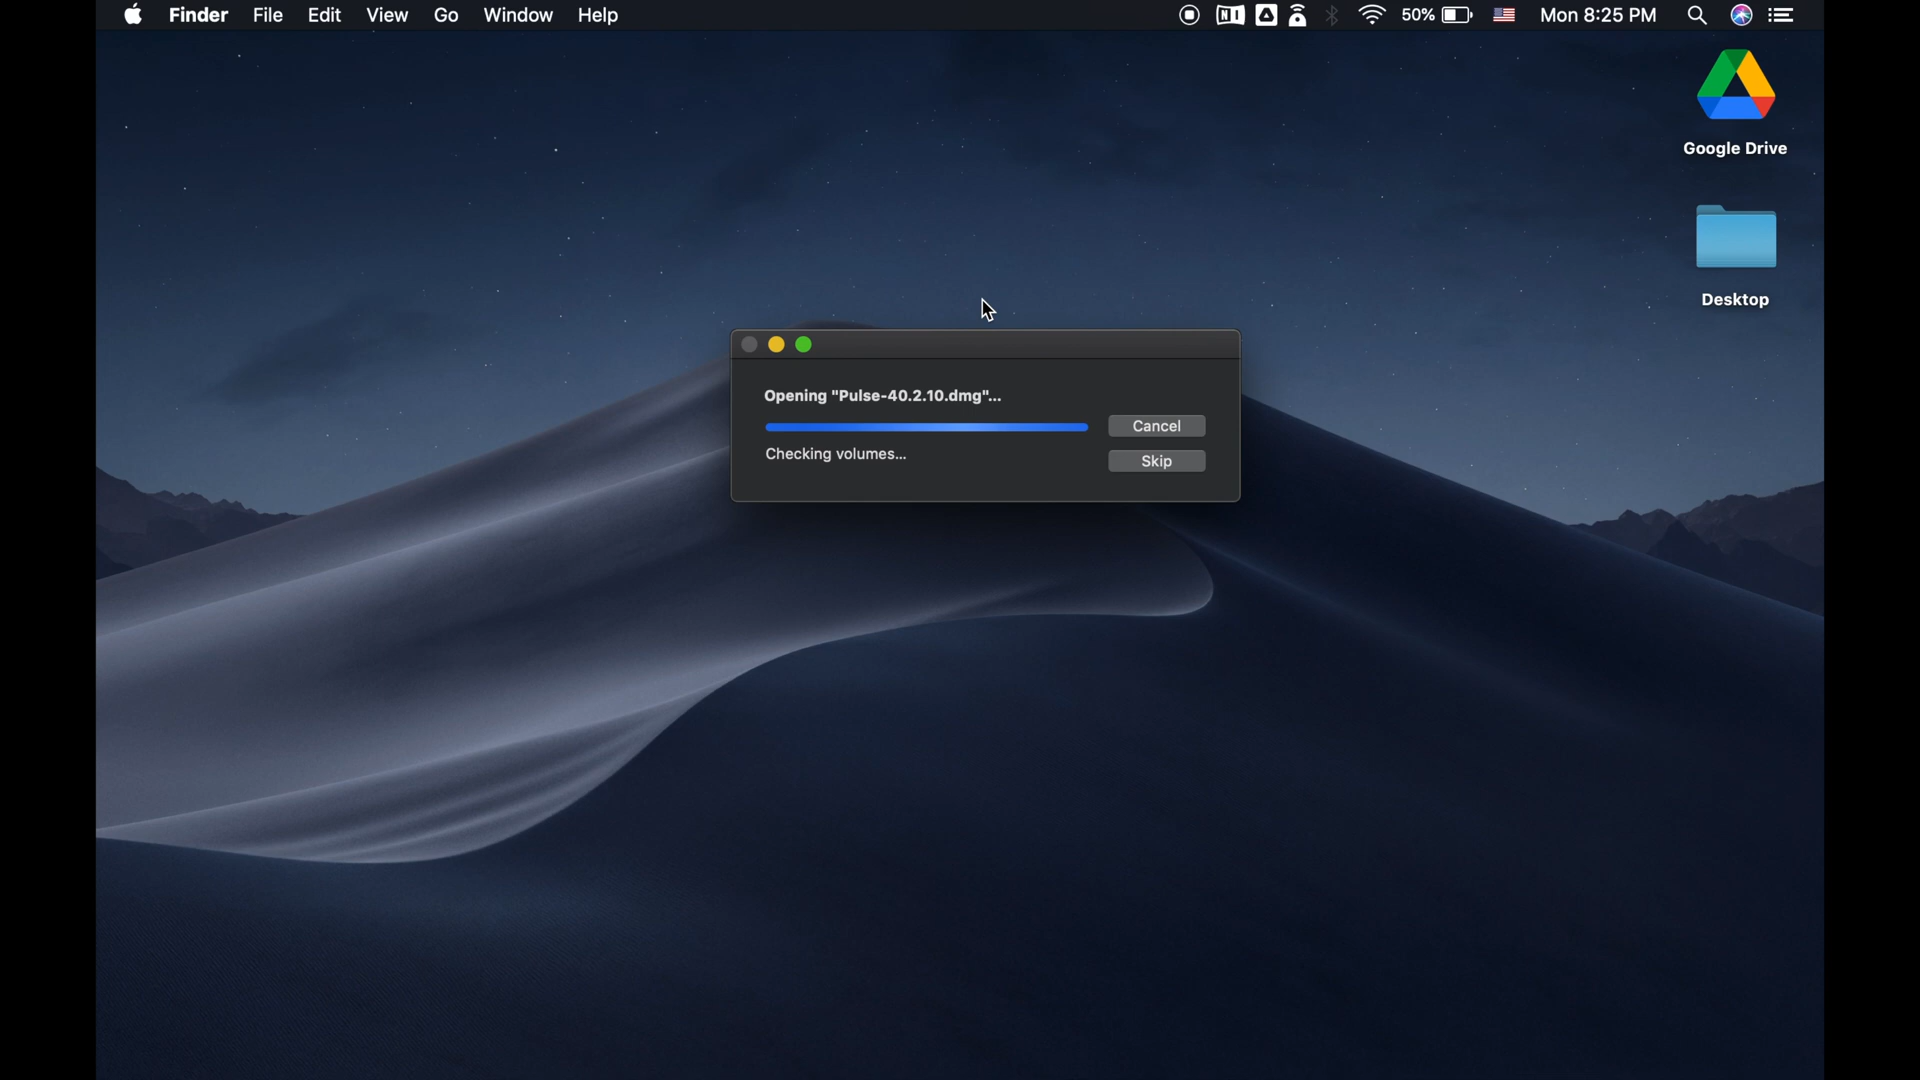 Finder File Edit View Go Window Help NI 50% Mon 8:25 PM
Google Drive
Desktop
Opening "Pulse-40.2.10.dmg"...
Cancel
Checking volumes...
Skip